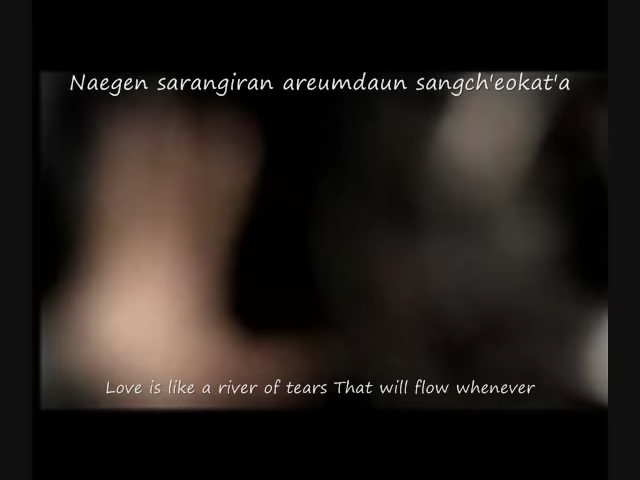 Naegen sarangiran areumdaun sangch'eokat'a
Love is like a river of tears That will flow whenever